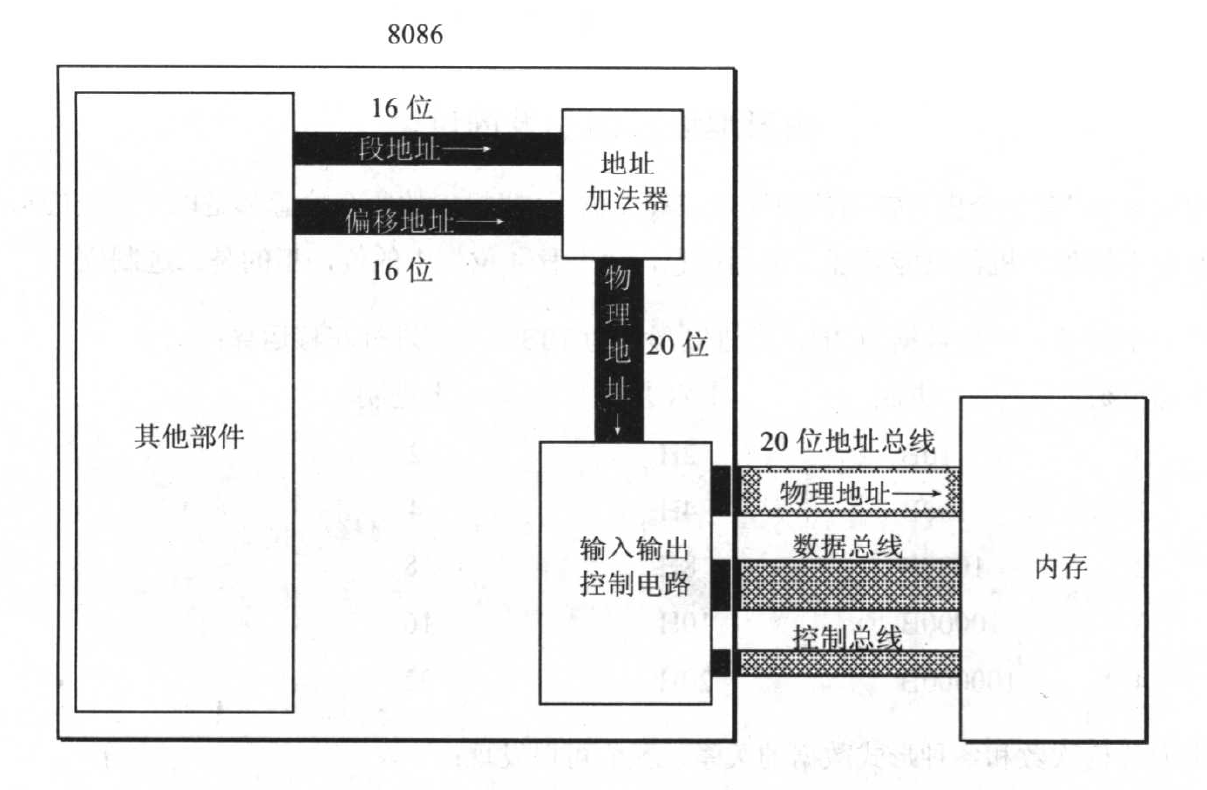 8086
16 位
段地址→
偏移地址→
16 位
地址
加法器
物
理
地
址
↓
20 位
其他部件
输入输出
控制电路
20 位地址总线
物理地址→
数据总线
控制总线
内存